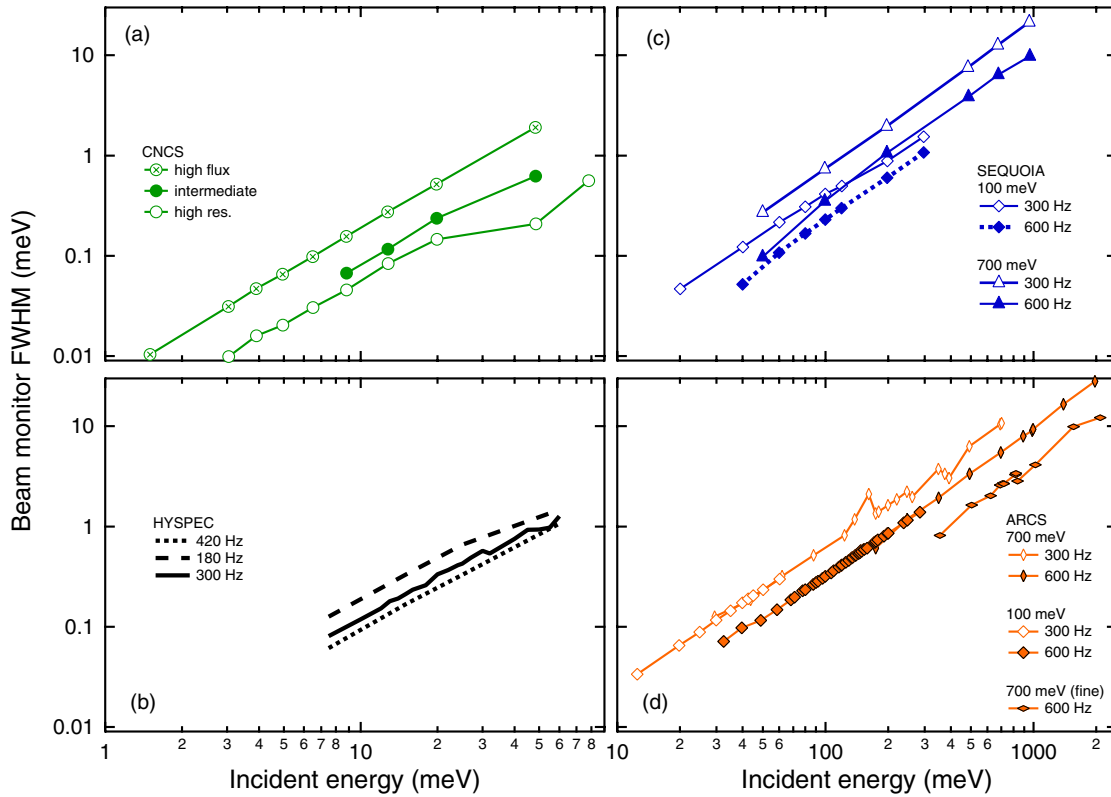 Beam monitor FWHM (meV)
(a)
10
1
0.1
0.01
CNCS
high flux
intermediate
high res.
(c)
SEQUOIA
100 meV
300 Hz
600 Hz
700 meV
300 Hz
600 Hz
(b)
10
1
0.1
0.01
HYSPEC
420 Hz
180 Hz
300 Hz
1 2 3 4 5 6 7 8 10 2 3 4 5 6 7 8
Incident energy (meV)
(d)
ARCS
700 meV
300 Hz
600 Hz
100 meV
300 Hz
600 Hz
700 meV (fine)
600 Hz
10 2 3 4 5 6 100 2 3 4 5 6 1000 2
Incident energy (meV)